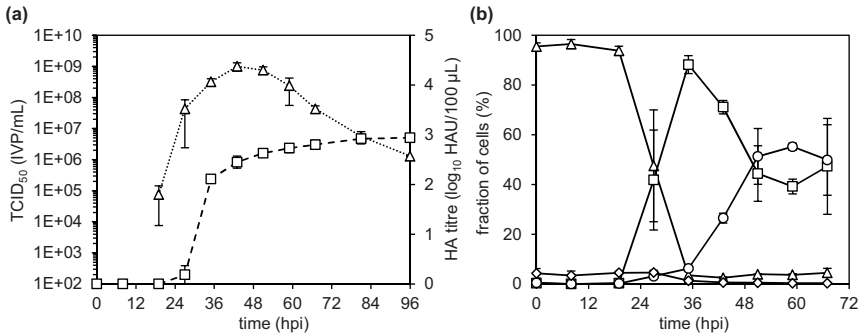 (a)
(b)
1E+10
1E+09
1E+08
1E+07
1E+06
1E+05
1E+04
1E+03
1E+02
TCID50 (IVP/mL)
5
4
3
2
1
0
HA titre (log10 HAU/100 µL)
0 12 24 36 48 60 72 84 96
time (hpi)
100
80
60
40
20
0
fraction of cells (%)
0 12 24 36 48 60 72
time (hpi)